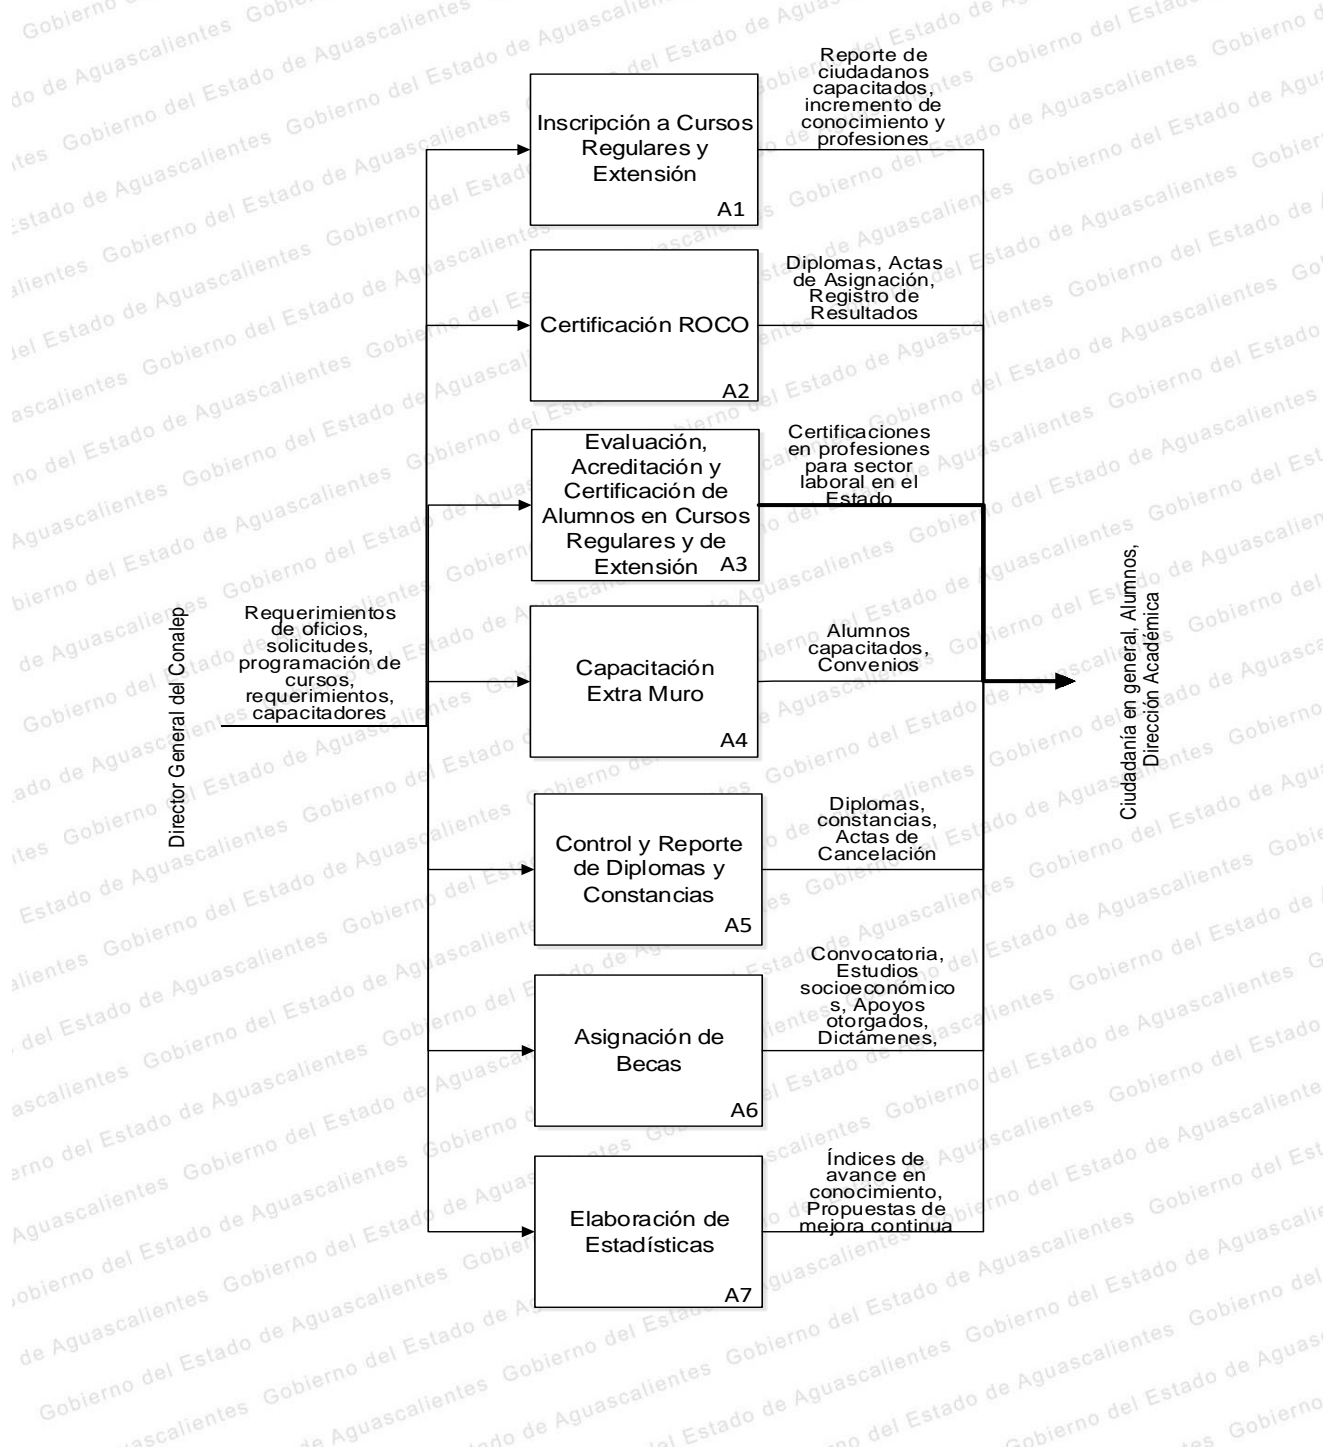 Director General del Conalep
Requerimientos
de oficios,
solicitudes,
programación de
cursos,
requerimientos,
capacitadores
Inscripción a Cursos
Regulares y
Extensión
A1
Reporte de
ciudadanos
capacitados,
incremento de
conocimiento y
profesiones
Certificación ROCO
A2
Diplomas, Actas
de Asignación,
Registro de
Resultados
Evaluación,
Acreditación y
Certificación de
Alumnos en Cursos
Regulares y de
Extensión
A3
Certificaciones
en profesiones
para sector
laboral en el
Estado
Capacitación
Extra Muro
A4
Alumnos
capacitados,
Convenios
Control y Reporte
de Diplomas y
Constancias
A5
Diplomas,
constancias,
Actas de
Cancelación
Asignación de
Becas
A6
Convocatoria,
Estudios
socioeconómico
s, Apoyos
otorgados,
Dictámenes,
Elaboración de
Estadísticas
A7
Índices de
avance en
conocimiento,
Propuestas de
mejora continua
Ciudadanía en general, Alumnos,
Dirección Académica
Gobierno del Estado de Aguascalientes